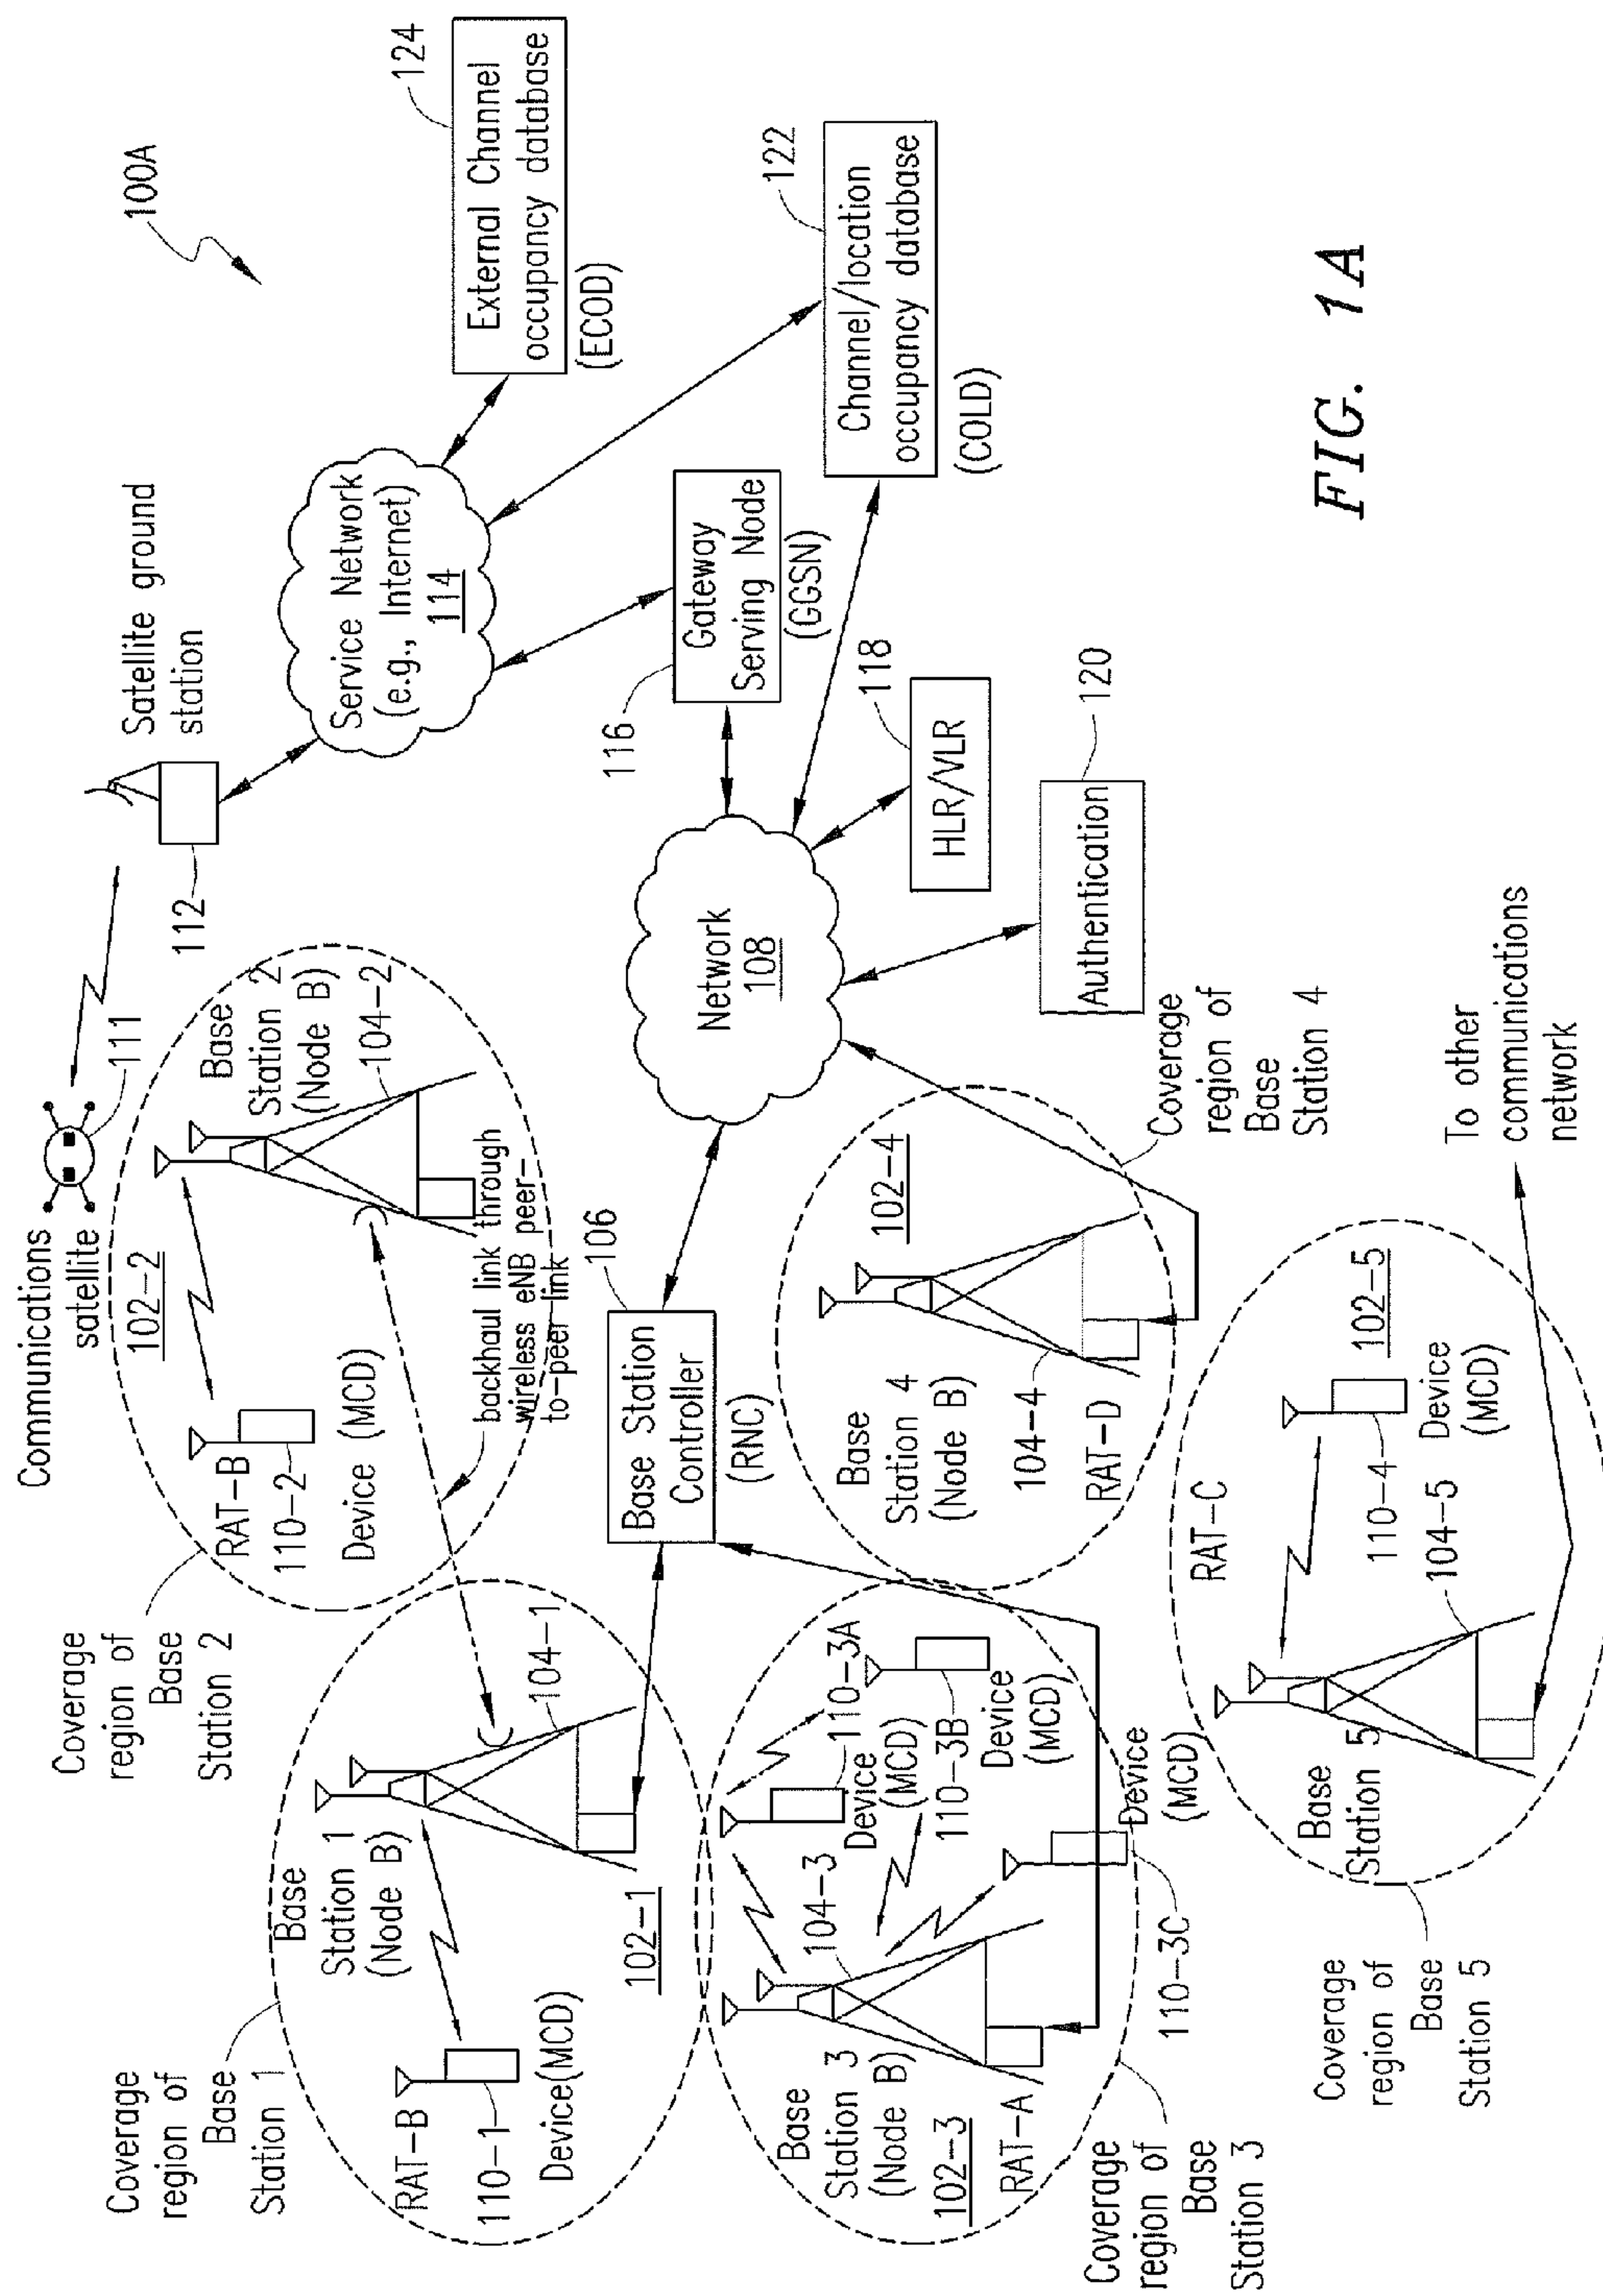 100A
Communications
satellite
111
Satellite ground
station
112
Service Network
(e.g., Internet)
114
External Channel
occupancy database
(ECOD)
124
Channel/location
occupancy database
(COLD)
122
Gateway
Serving Node
(GGSN)
116
HLR/VLR
118
Authentication
120
Network
108
Base Station
Controller
(RNC)
106
Coverage
region of
Base
Station 2
102-2
RAT-B
110-2
Device (MCD)
Base
Station 2
(Node B)
104-2
backhaul link through
wireless eNB peer-
to-peer link
Coverage
region of
Base
Station 1
RAT-B
110-1
Device(MCD)
Base
Station 1
(Node B)
104-1
102-1
Base
Station 3
(Node B)
102-3
RAT-A
104-3
Device
(MCD)
110-3A
110-3B
Device
(MCD)
Device
(MCD)
110-3C
Coverage
region of
Base
Station 3
102-4
Base
Station 4
(Node B)
104-4
RAT-D
Coverage
region of
Base
Station 4
RAT-C
102-5
Device
(MCD)
110-4
104-5
Base
Station 5
Coverage
region of
Base
Station 5
To other
communications
network
FIG. 1A